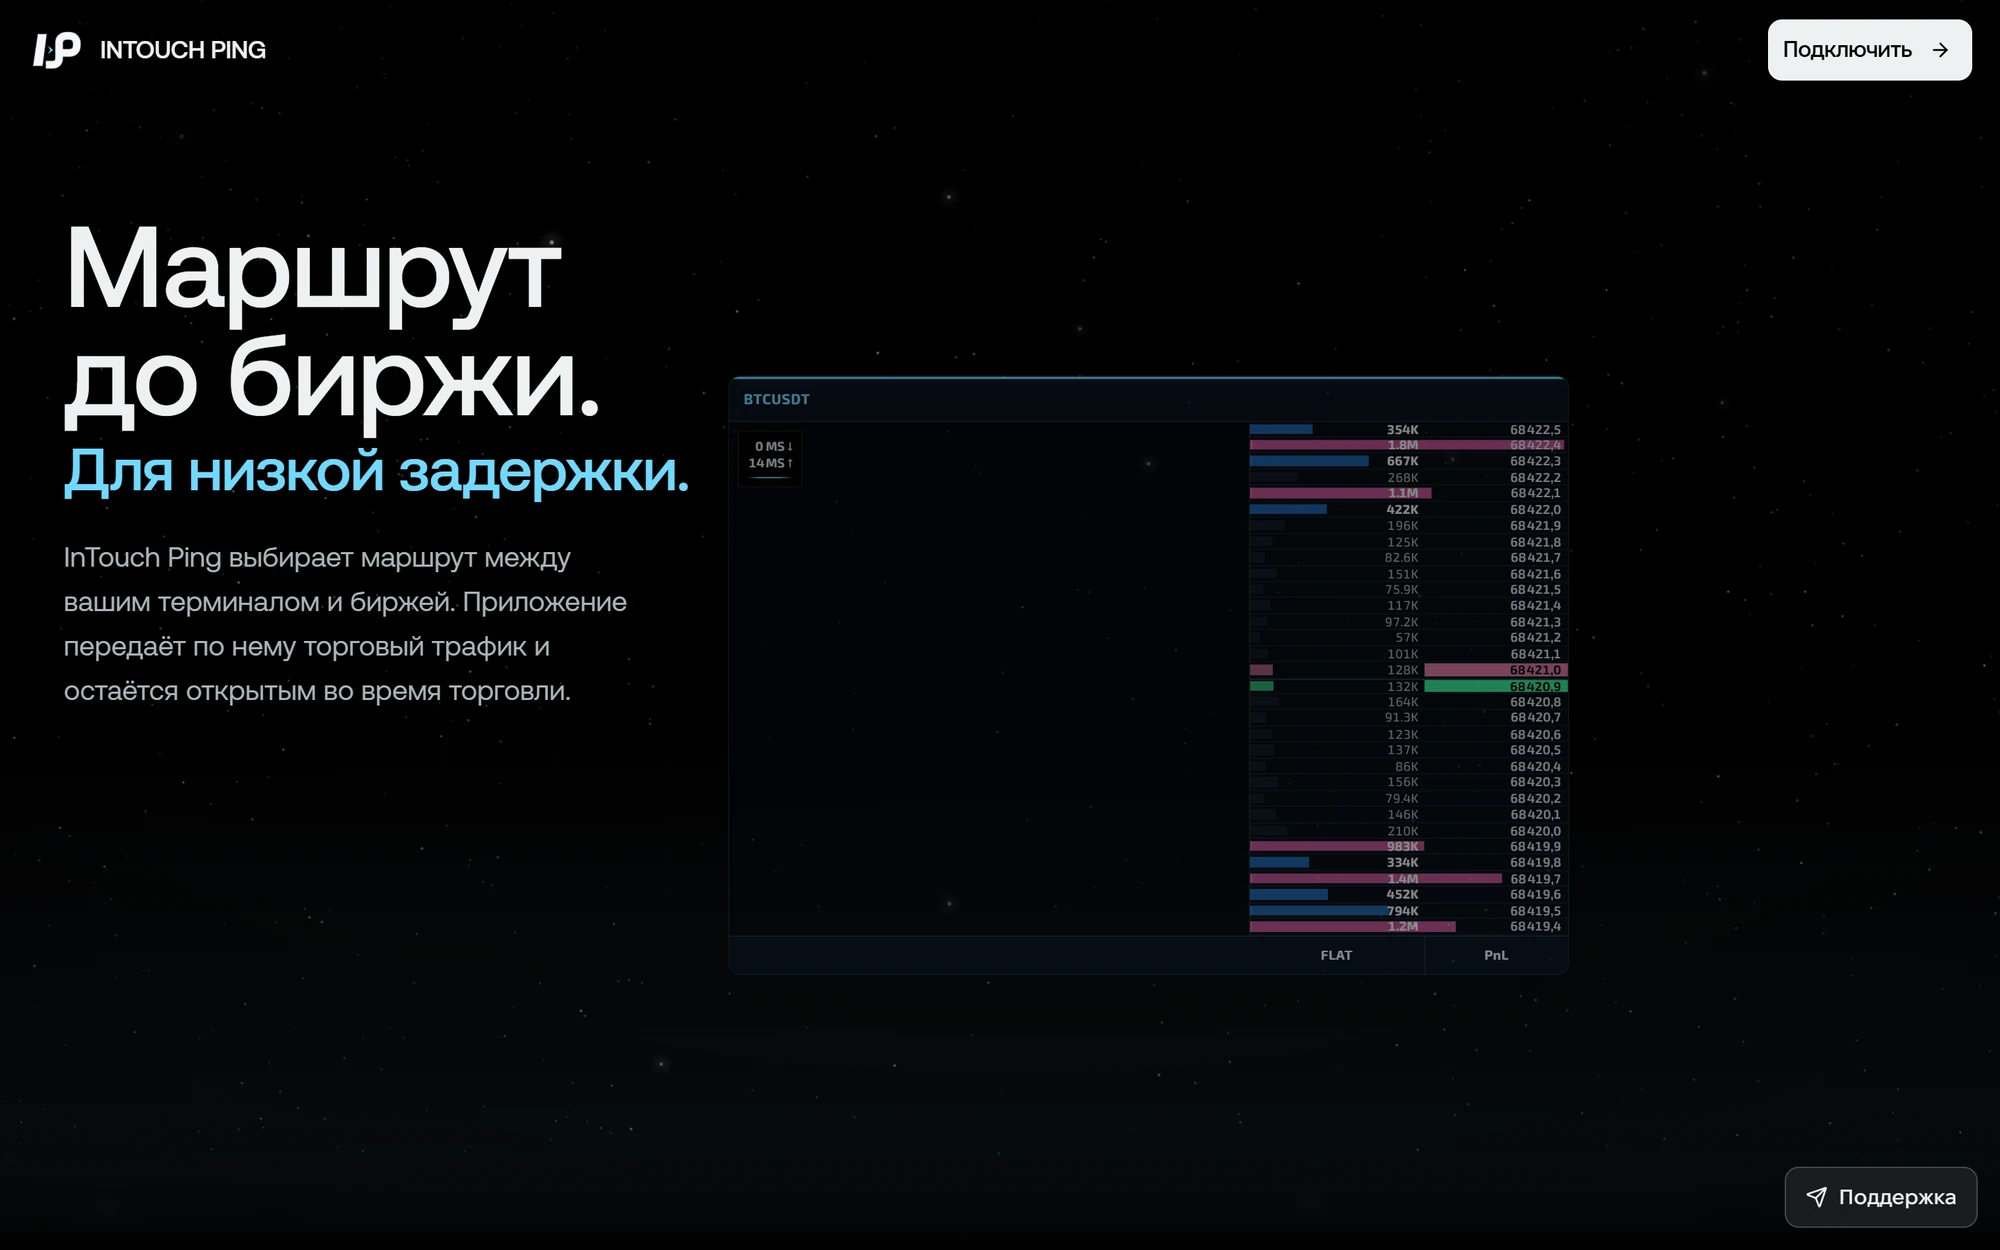 INTOUCH PING
Подключить
Маршрут
до биржи.
Для низкой задержки.
InTouch Ping выбирает маршрут между
вашим терминалом и биржей. Приложение
передаёт по нему торговый трафик и
остаётся открытым во время торговли.
BTCUSDT
0 MS↓
14 MS↑
354K 68422,5
1.8M 68422,4
667K 68422,3
268K 68422,2
1.1M 68422,1
422K 68422,0
196K 68421,9
125K 68421,8
82.6K 68421,7
151K 68421,6
75.9K 68421,5
117K 68421,4
97.2K 68421,3
57K 68421,2
101K 68421,1
128K 68421,0
132K 68420,9
164K 68420,8
91.3K 68420,7
123K 68420,6
137K 68420,5
86K 68420,4
156K 68420,3
79.4K 68420,2
146K 68420,1
210K 68420,0
983K 68419,9
334K 68419,8
1.4M 68419,7
452K 68419,6
794K 68419,5
1.2M 68419,4
FLAT PnL
Поддержка